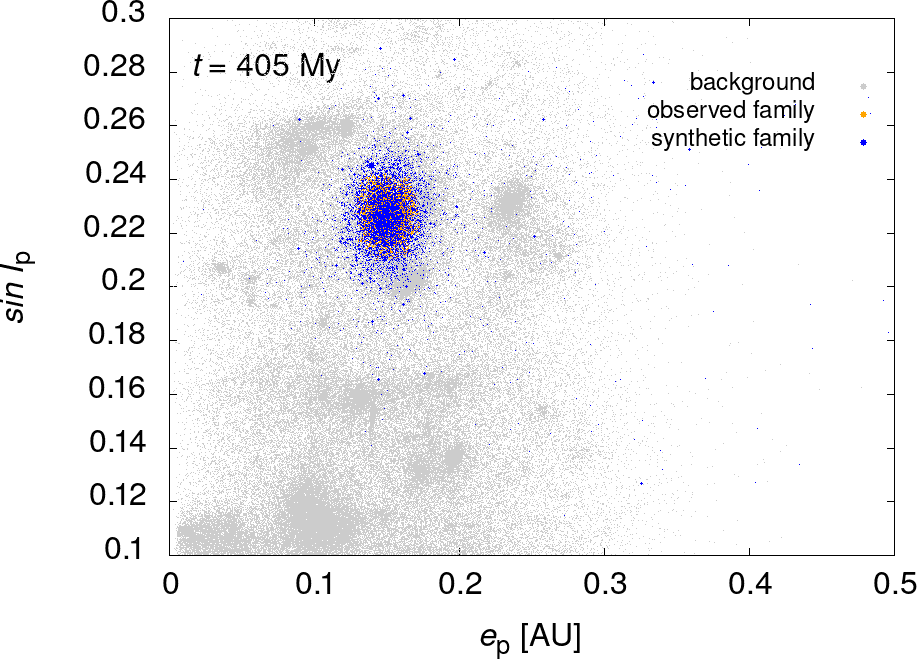 t = 405 My
background
observed family
synthetic family
0.3
0.28
0.26
0.24
0.22
0.2
0.18
0.16
0.14
0.12
0.1
sin Ip
0 0.1 0.2 0.3 0.4 0.5
ep [AU]